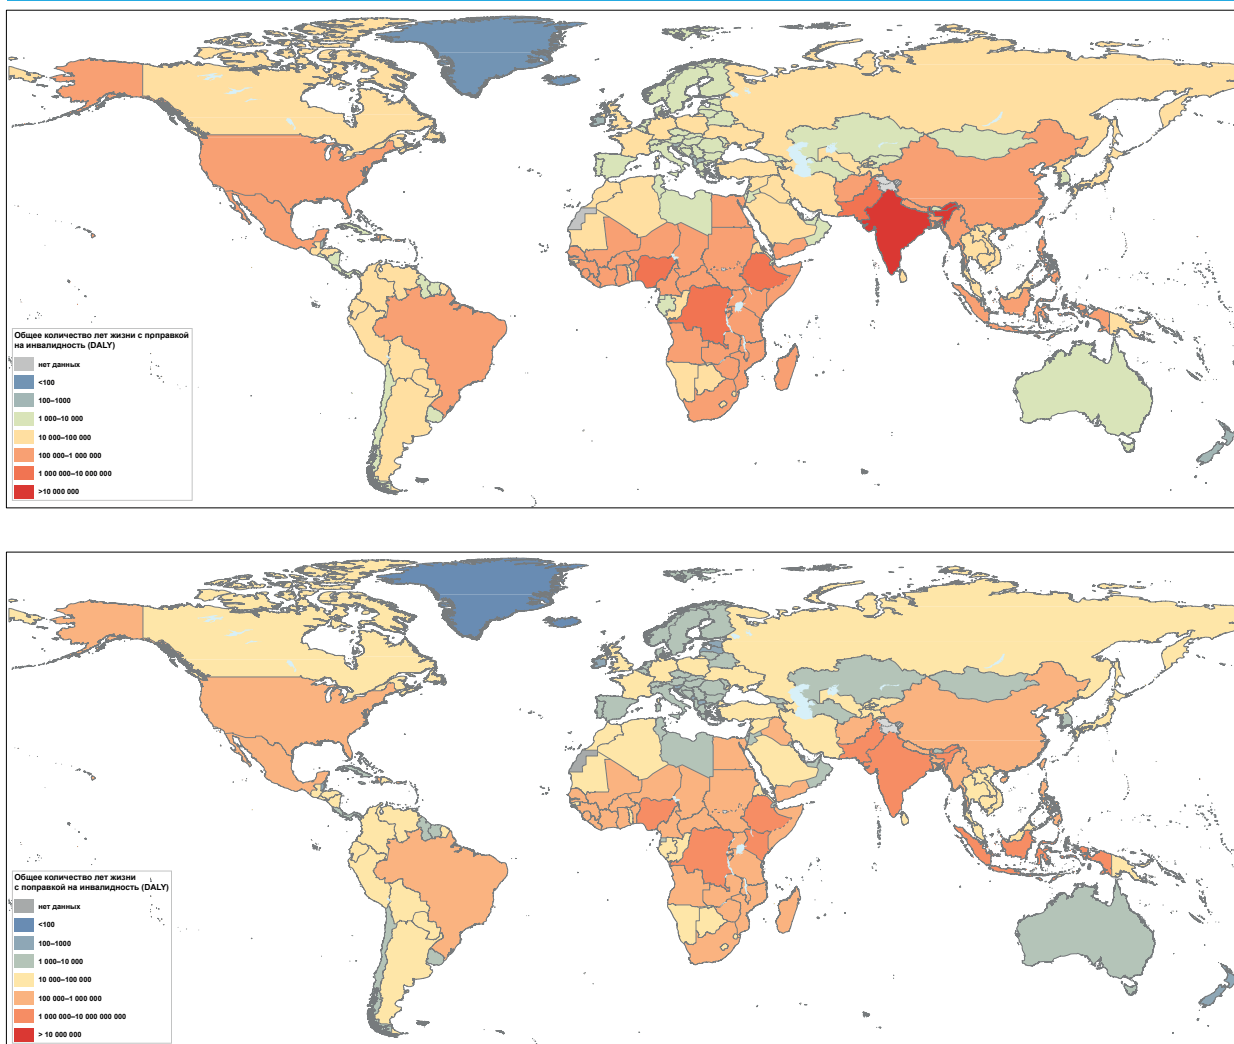 Общее количество лет жизни с поправкой
на инвалидность (DALY)
нет данных
<100
100–1000
1 000–10 000
10 000–100 000
100 000–1 000 000
1 000 000–10 000 000
>10 000 000
Общее количество лет жизни
с поправкой на инвалидность (DALY)
нет данных
<100
100–1000
1 000–10 000
10 000–100 000
100 000–1 000 000
1 000 000–10 000 000 000
> 10 000 000